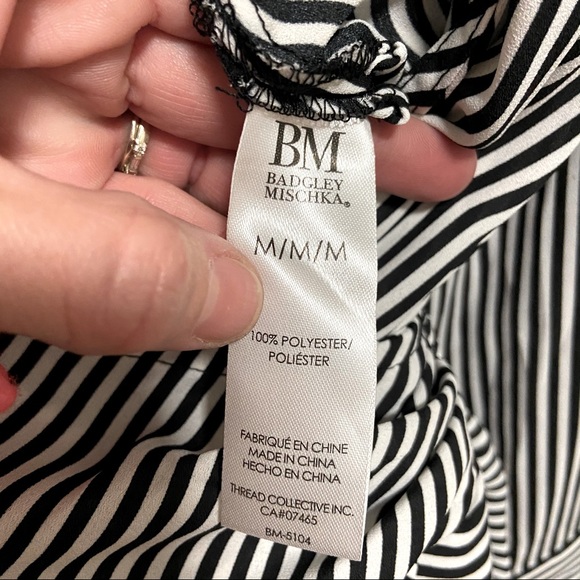 BM
BADGLEY
MISCHKA®
M/M/M
100% POLYESTER/
POLIÉSTER
FABRIQUÉ EN CHINE
MADE IN CHINA
HECHO EN CHINA
THREAD COLLECTIVE INC.
CA#07465
BM-5104